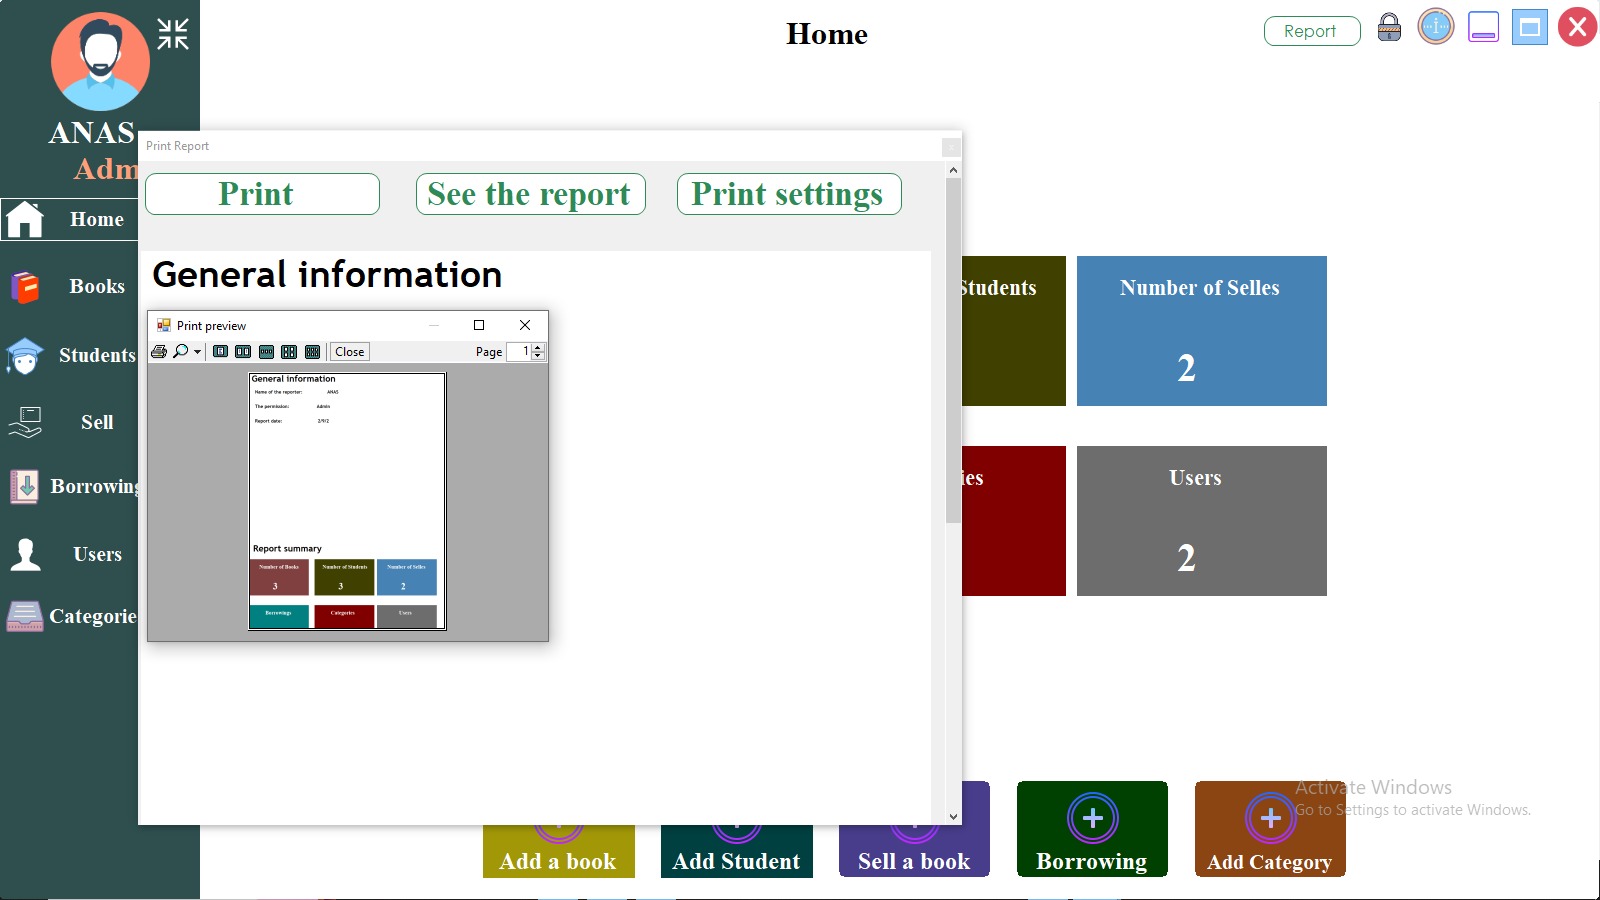 Home
Report
ANAS
Adm
Home
Books
Students
Sell
Borrowing
Users
Categorie
Print Report
Print
See the report
Print settings
General information
Print preview
Close
Page
1
General information
Name of the reporter: ANAS
The permission: Admin
Report date: 2/9/2
Report summary
Number of Books
3
Number of Students
3
Number of Selles
2
Borrowings
Categories
Users
Students
Number of Selles
2
ies
Users
2
Add a book
Add Student
Sell a book
Borrowing
Add Category
Activate Windows
Go to Settings to activate Windows.